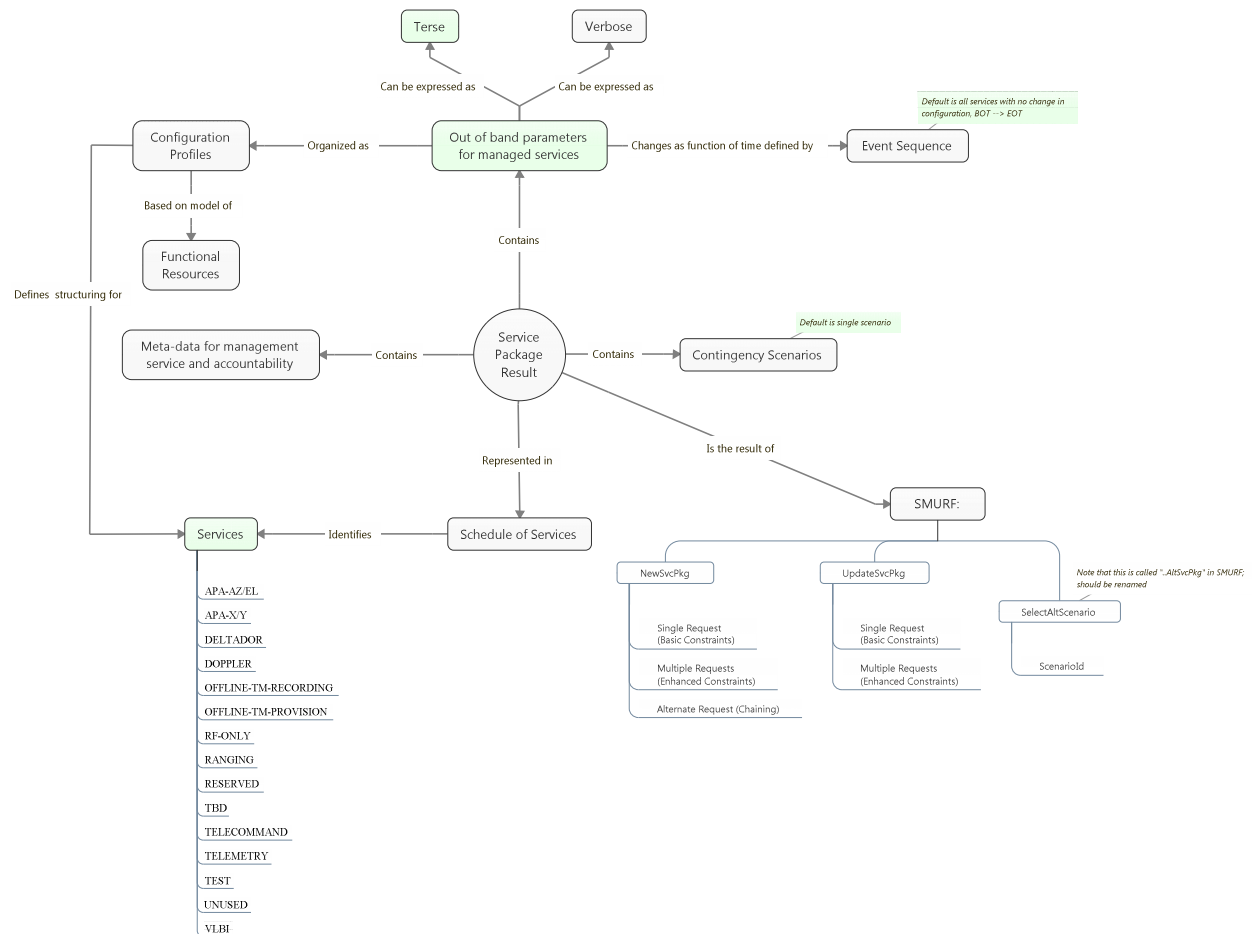 Terse
Verbose
Can be expressed as
Can be expressed as
Default is all services with no change in
configuration, BOT --> EOT
Configuration
Profiles
Organized as
Out of band parameters
for managed services
Changes as function of time defined by
Event Sequence
Based on model of
Contains
Functional
Resources
Defines structuring for
Default is single scenario
Meta-data for management
service and accountability
Contains
Service
Package
Result
Contains
Contingency Scenarios
Is the result of
Represented in
SMURF:
Services
Identifies
Schedule of Services
NewSvcPkg
UpdateSvcPkg
Note that this is called "..AltSvcPkg" in SMURF;
should be renamed
SelectAltScenario
Single Request
(Basic Constraints)
Multiple Requests
(Enhanced Constraints)
Alternate Request (Chaining)
Single Request
(Basic Constraints)
Multiple Requests
(Enhanced Constraints)
ScenarioId
APA-AZ/EL
APA-X/Y
DELTADOR
DOPPLER
OFFLINE-TM-RECORDING
OFFLINE-TM-PROVISION
RF-ONLY
RANGING
RESERVED
TBD
TELECOMMAND
TELEMETRY
TEST
UNUSED
VLBI